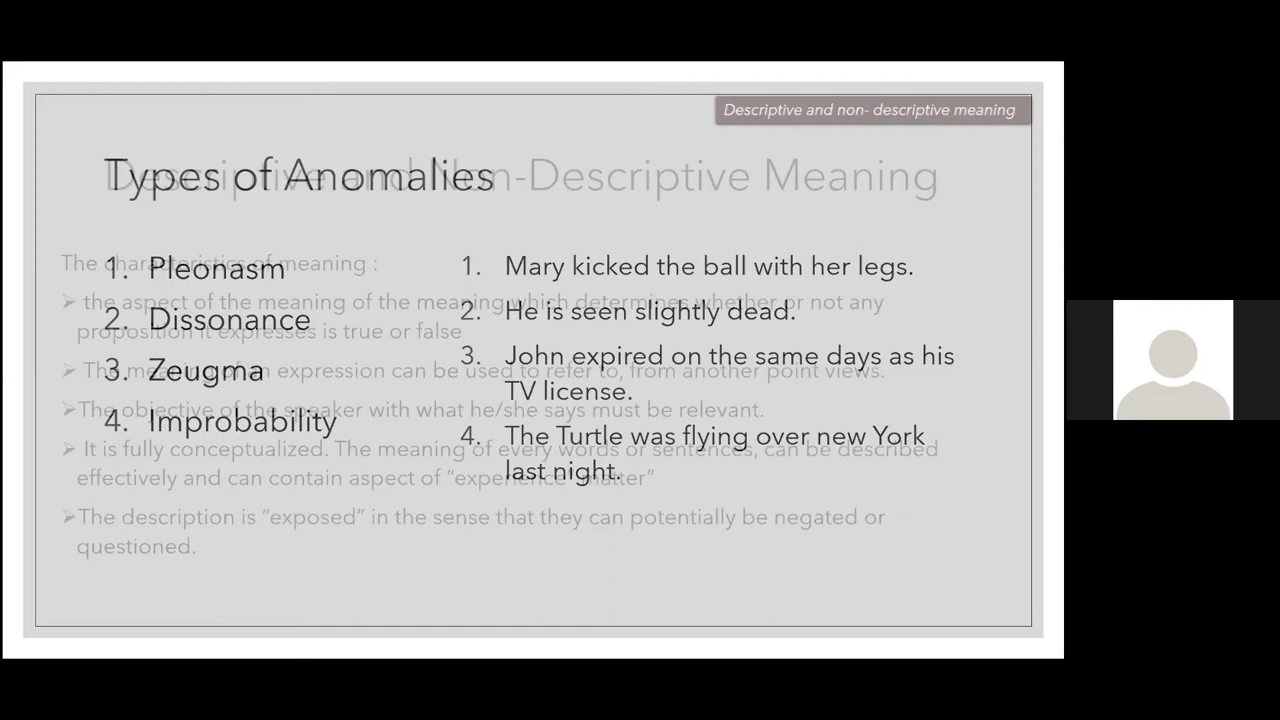 Descriptive and non- descriptive meaning
Types of Anomalies
1. Pleonasm
2. Dissonance
3. Zeugma
4. Improbability
1. Mary kicked the ball with her legs.
2. He is seen slightly dead.
3. John expired on the same days as his
TV license.
4. The Turtle was flying over new York
last night.
Descriptive and Non-Descriptive Meaning
The characteristics of meaning :
➢ the aspect of the meaning of the meaning which determines whether or not any
proposition it expresses is true or false
➢ The meaning of an expression can be used to refer to, from another point views.
➢The objective of the speaker with what he/she says must be relevant.
➢ It is fully conceptualized. The meaning of every words or sentences, can be described
effectively and can contain aspect of "experience" matter"
➢The description is "exposed" in the sense that they can potentially be negated or
questioned.